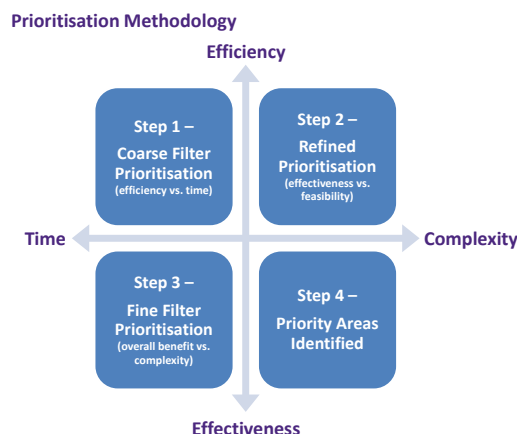 Prioritisation Methodology
Efficiency
Step 1 –
Coarse Filter
Prioritisation
(efficiency vs. time)
Step 2 –
Refined
Prioritisation
(effectiveness vs.
feasibility)
Time
Complexity
Step 3 –
Fine Filter
Prioritisation
(overall benefit vs.
complexity)
Step 4 –
Priority Areas
Identified
Effectiveness